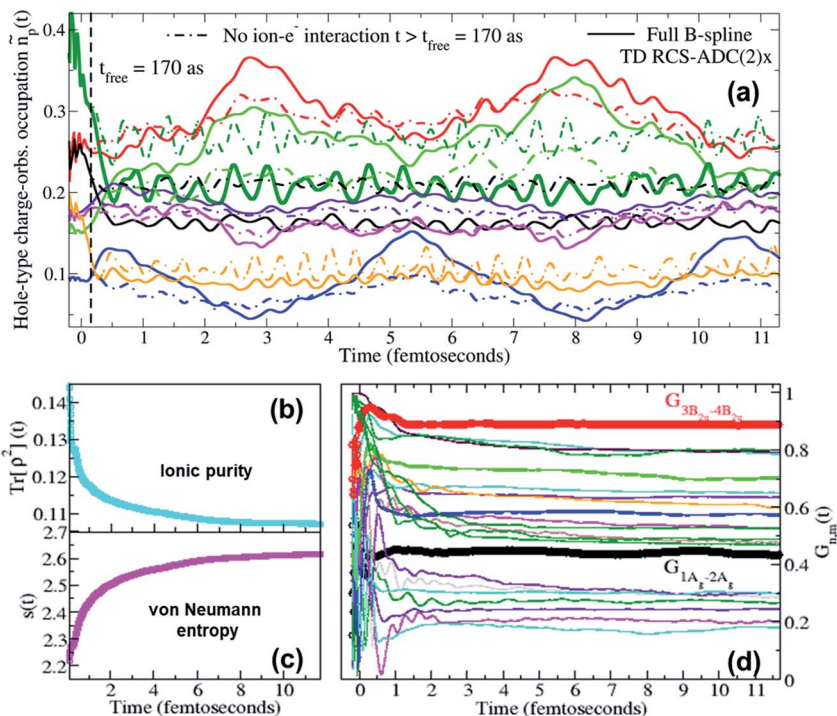 Hole-type charge-orbs. occupation ñₚ(t)
No ion-e⁻ interaction t > t_free = 170 as
Full B-spline
TD RCS-ADC(2)x
t_free = 170 as
(a)
0.4
0.3
0.2
0.1
0 1 2 3 4 5 6 7 8 9 10 11
Time (femtoseconds)
Tr[ρ²](t)
0.14
0.13
0.12
0.11
(b)
Ionic purity
s(t)
2.7
2.6
2.5
2.4
2.3
2.2
von Neumann
entropy
(c)
2 4 6 8 10
Time (femtoseconds)
G_3B₂g-4B₂g
G_1Ag-2Ag
(d)
1
0.8
0.6
0.4
0.2
0
G_n,m(t)
0 1 2 3 4 5 6 7 8 9 10 11
Time (femtoseconds)